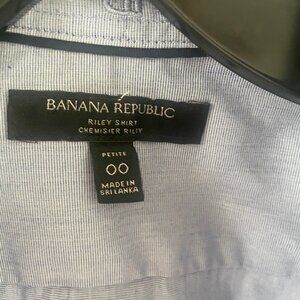 BANANA REPUBLIC
RILEY SHIRT
CHEMISIER RILEY
PETITE
00
MADE IN
SRI LANKA